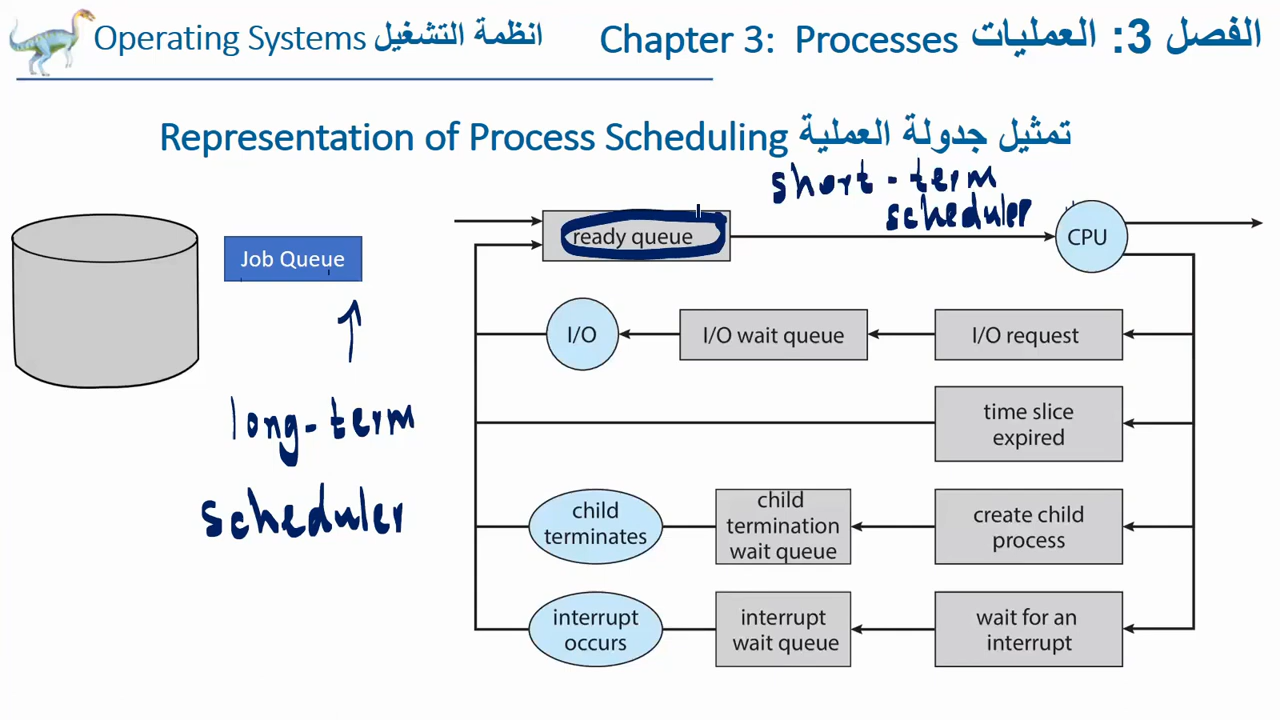 Operating Systems انظمة التشغيل
Chapter 3: Processes الفصل 3: العمليات
Representation of Process Scheduling تمثيل جدولة العملية
short-term
scheduler
ready queue
CPU
Job Queue
I/O
I/O wait queue
I/O request
long-term
scheduler
time slice
expired
child
terminates
child
termination
wait queue
create child
process
interrupt
occurs
interrupt
wait queue
wait for an
interrupt